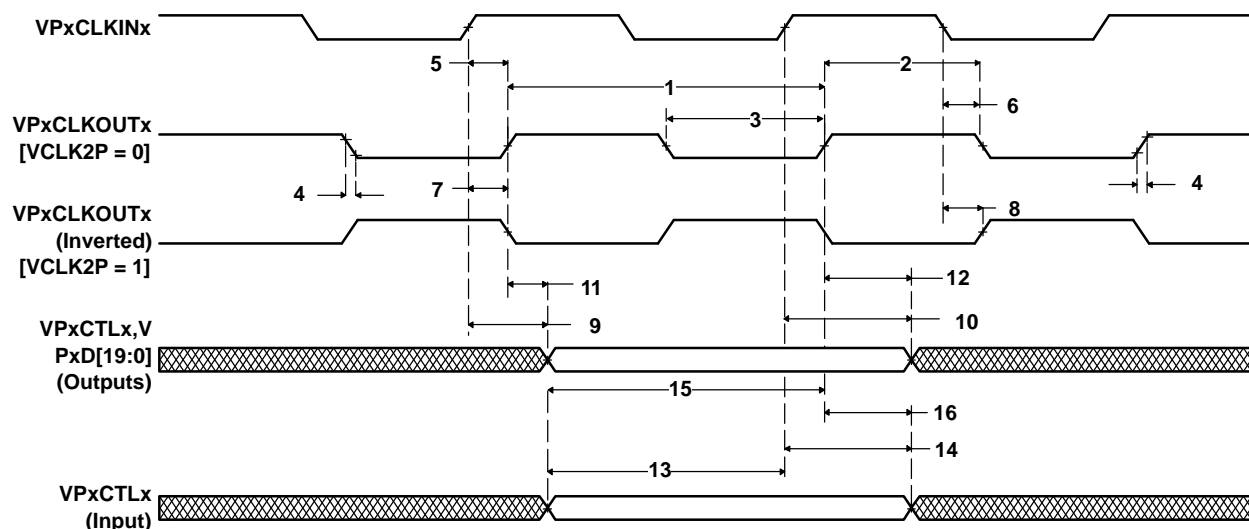 VPxCLKINx
5
1
2
6
VPxCLKOUTx
[VCLK2P = 0]
3
4
7
4
VPxCLKOUTx
(Inverted)
[VCLK2P = 1]
8
11
12
9
10
VPxCTLx,V
PxD[19:0]
(Outputs)
15
16
14
13
VPxCTLx
(Input)